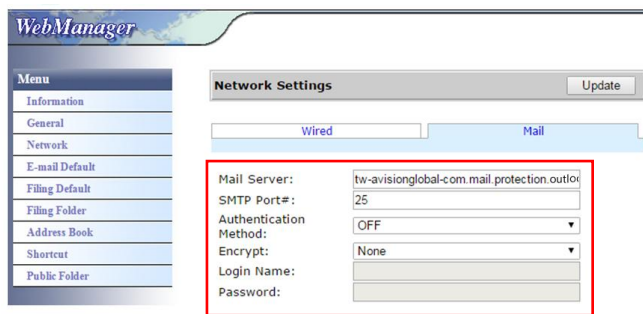 WebManager
Menu
Information
General
Network
E-mail Default
Filing Default
Filing Folder
Address Book
Shortcut
Public Folder
Network Settings Update
Wired Mail
Mail Server: tw-avisionglobal-com.mail.protection.outloo
SMTP Port#: 25
Authentication
Method: OFF
Encrypt: None
Login Name:
Password: